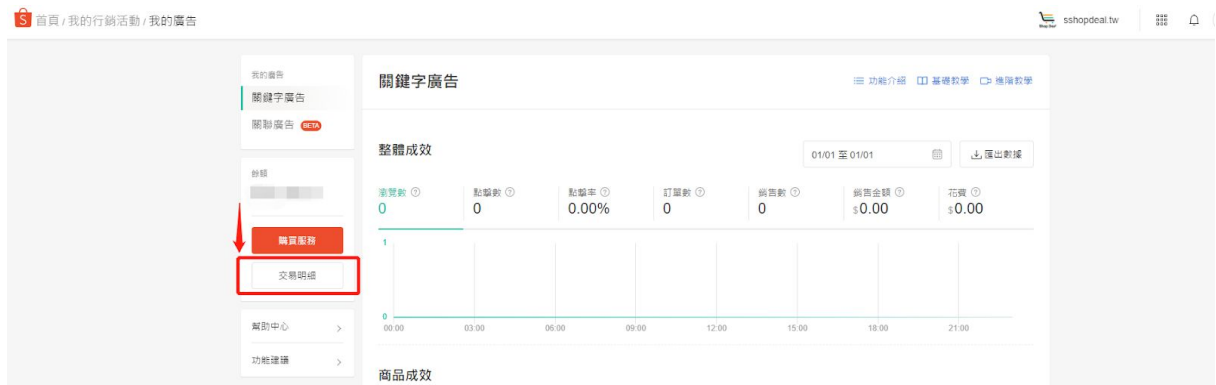 首頁 / 我的行銷活動 / 我的廣告
sshopdeal.tw
我的廣告
關鍵字廣告
關聯廣告 BETA
餘額
購買服務
交易明細
幫助中心
功能建議
關鍵字廣告
功能介紹 基礎教學 進階教學
整體成效
01/01 至 01/01 匯出數據
瀏覽數 點擊數 點擊率 訂單數 銷售數 銷售金額 花費
0 0 0.00% 0 0 $0.00 $0.00
1
0
00:00 03:00 06:00 09:00 12:00 15:00 18:00 21:00
商品成效